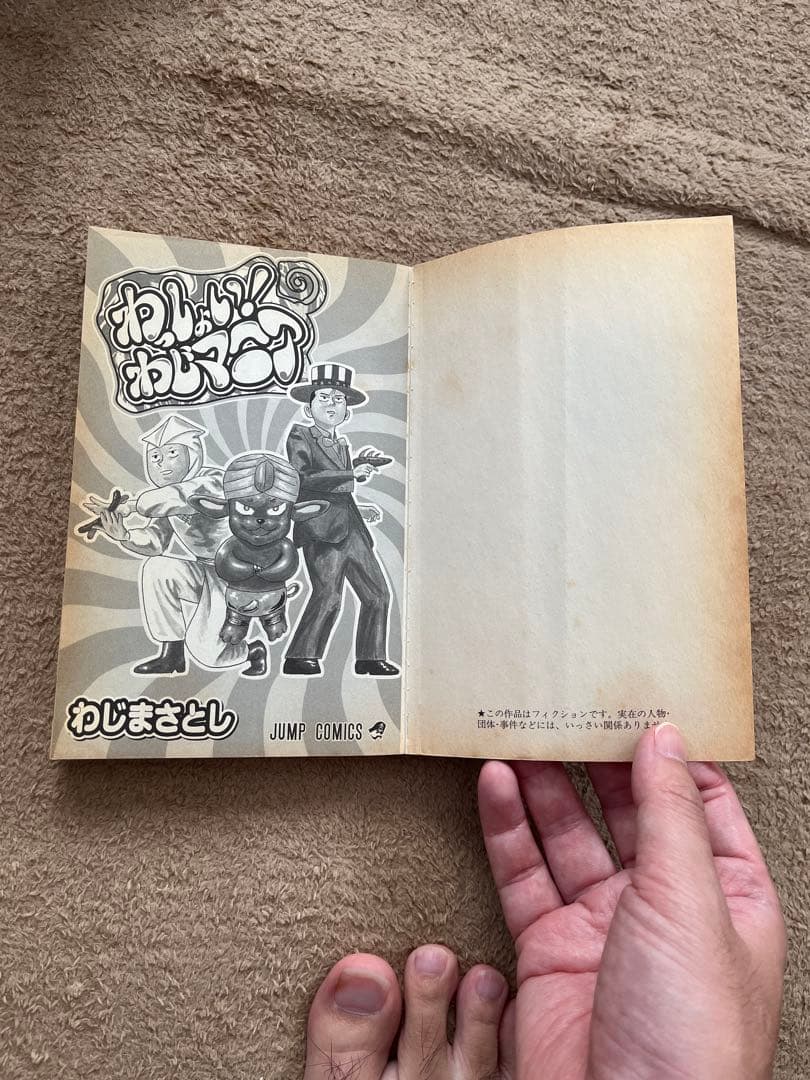 わっしょい!!
わじマニア
わじまさとし
JUMP COMICS
★この作品はフィクションです。実在の人物・
団体・事件などには、いっさい関係ありませ